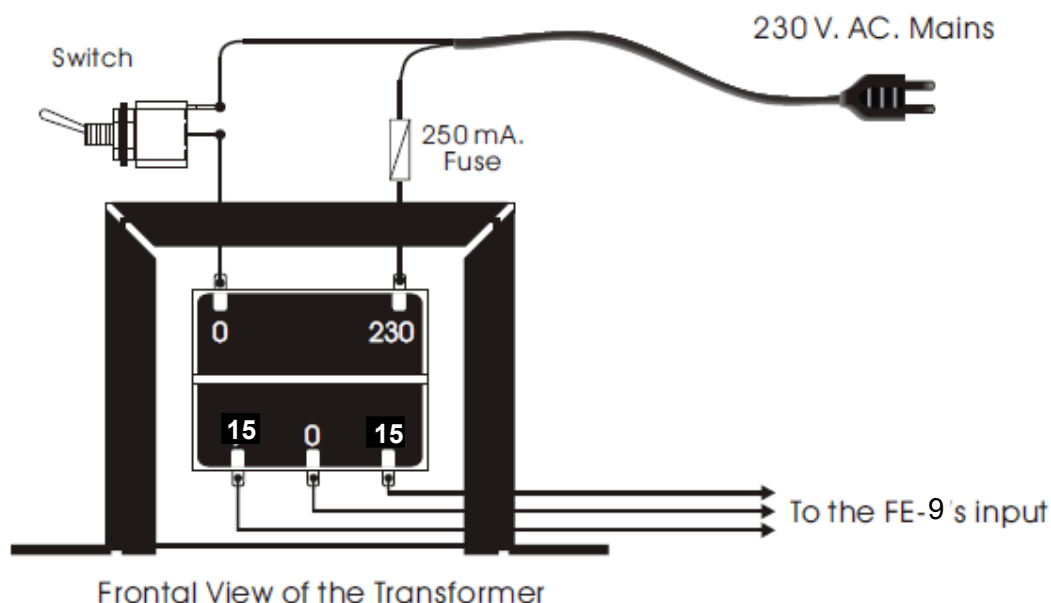 230 V. AC. Mains
Switch
250 mA.
Fuse
0 230
15 0 15
To the FE-9's input
Frontal View of the Transformer